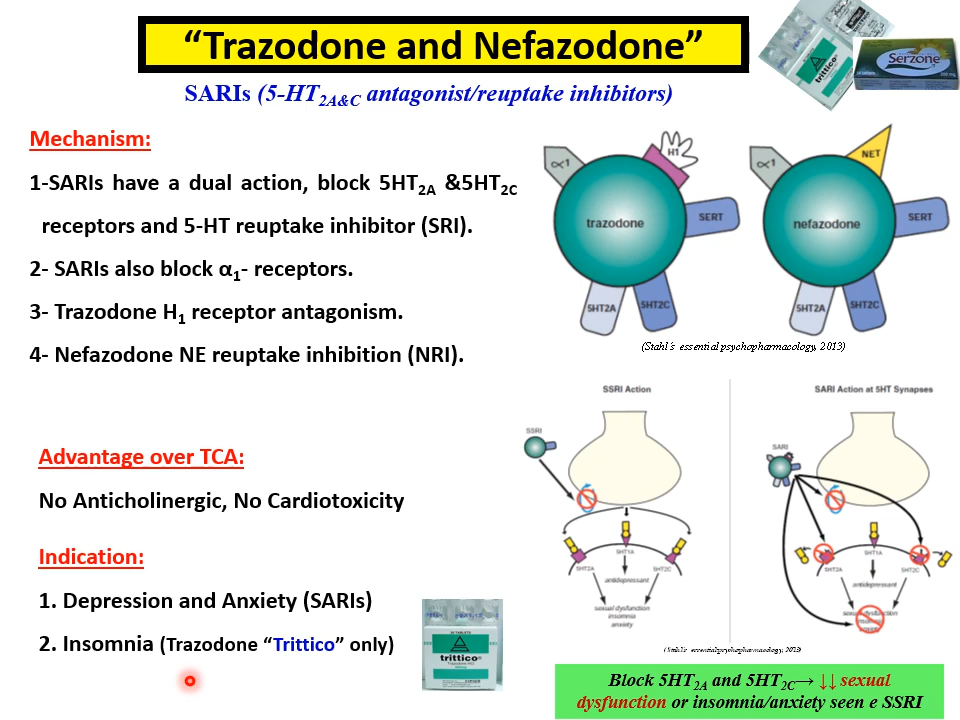 “Trazodone and Nefazodone”
trittico
Serzone
SARIs (5-HT2A&C antagonist/reuptake inhibitors)
Mechanism:
1-SARIs have a dual action, block 5HT2A &5HT2C
receptors and 5-HT reuptake inhibitor (SRI).
2- SARIs also block α1- receptors.
3- Trazodone H1 receptor antagonism.
4- Nefazodone NE reuptake inhibition (NRI).
α1
H1
SERT
trazodone
5HT2A
5HT2C
α1
NET
SERT
nefazodone
5HT2A
5HT2C
(Stahl's essential psychopharmacology, 2013)
Advantage over TCA:
No Anticholinergic, No Cardiotoxicity
Indication:
1. Depression and Anxiety (SARIs)
2. Insomnia (Trazodone “Trittico” only)
trittico®
SSRI Action
SSRI
5HT2A
5HT1A
5HT2C
antidepressant
sexual dysfunction
insomnia
anxiety
SARI Action at 5HT Synapses
SARI
5HT2A
5HT1A
5HT2C
antidepressant
Block 5HT2A and 5HT2C→ ↓↓ sexual
dysfunction or insomnia/anxiety seen e SSRI